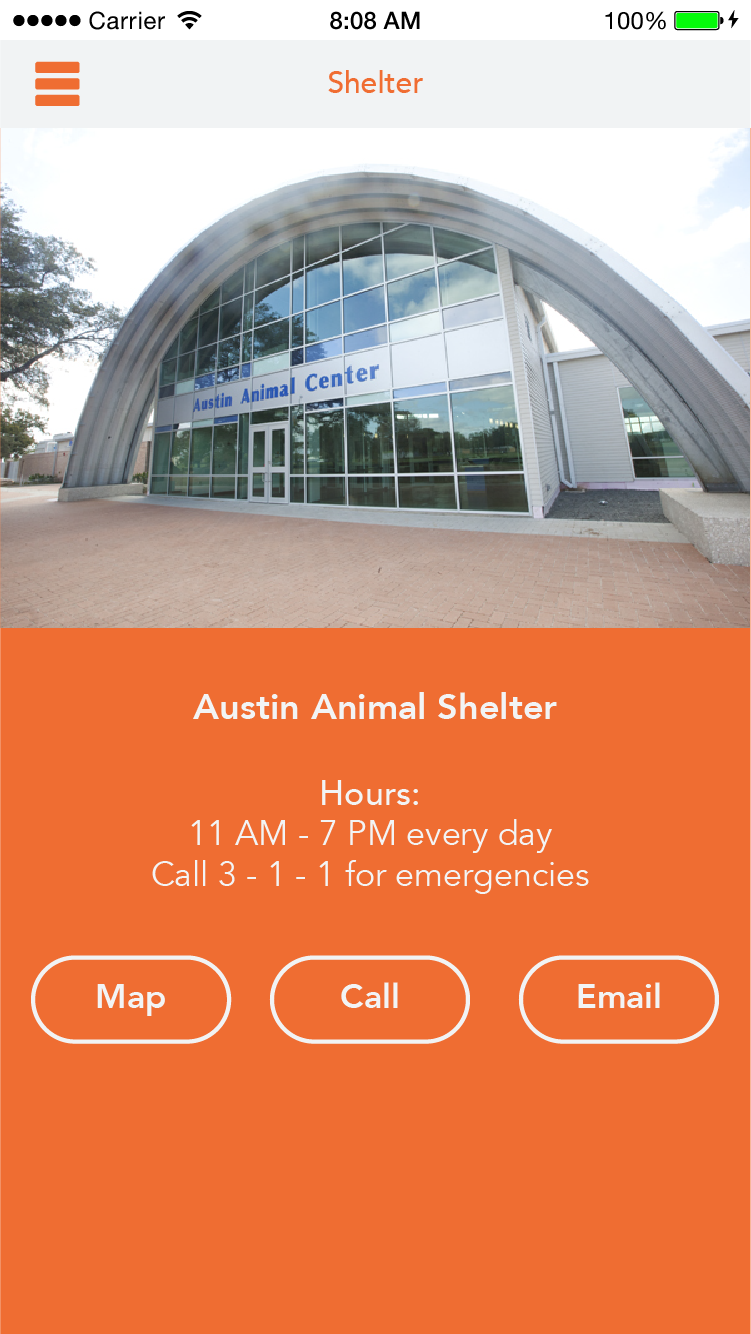 Carrier 8:08 AM 100%
Shelter
Austin Animal Center
Austin Animal Shelter
Hours:
11 AM - 7 PM every day
Call 3 - 1 - 1 for emergencies
Map Call Email